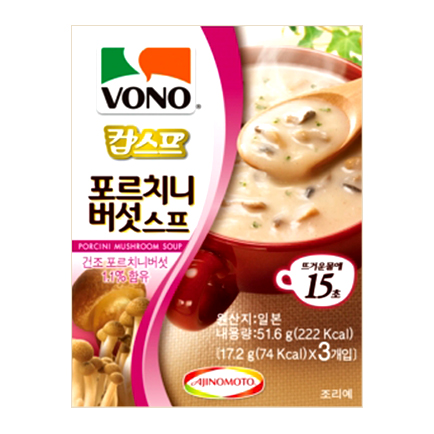 VONO®
컵스프
포르치니
버섯스프
PORCINI MUSHROOM SOUP
건조 포르치니버섯
1.1% 함유
뜨거운물에
15초
원산지:일본
내용량:51.6 g(222 Kcal)
(17.2 g(74 Kcal) X 3개입)
AJINOMOTO®
조리예